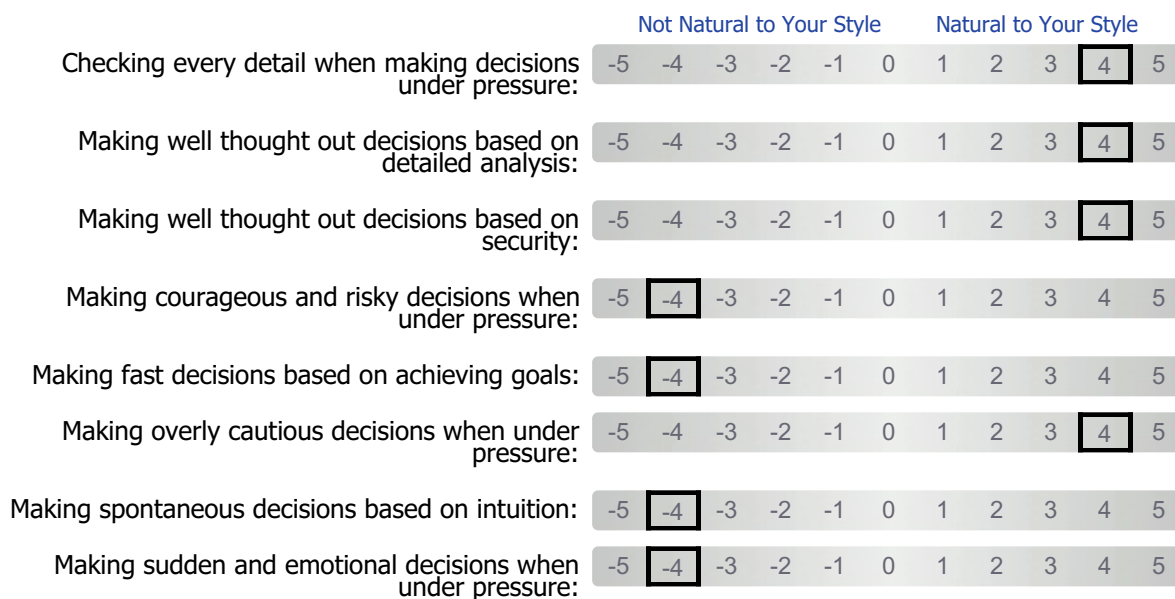 Not Natural to Your Style Natural to Your Style
Checking every detail when making decisions
under pressure:
-5 -4 -3 -2 -1 0 1 2 3 4 5
Making well thought out decisions based on
detailed analysis:
-5 -4 -3 -2 -1 0 1 2 3 4 5
Making well thought out decisions based on
security:
-5 -4 -3 -2 -1 0 1 2 3 4 5
Making courageous and risky decisions when
under pressure:
-5 -4 -3 -2 -1 0 1 2 3 4 5
Making fast decisions based on achieving goals:
-5 -4 -3 -2 -1 0 1 2 3 4 5
Making overly cautious decisions when under
pressure:
-5 -4 -3 -2 -1 0 1 2 3 4 5
Making spontaneous decisions based on intuition:
-5 -4 -3 -2 -1 0 1 2 3 4 5
Making sudden and emotional decisions when
under pressure:
-5 -4 -3 -2 -1 0 1 2 3 4 5